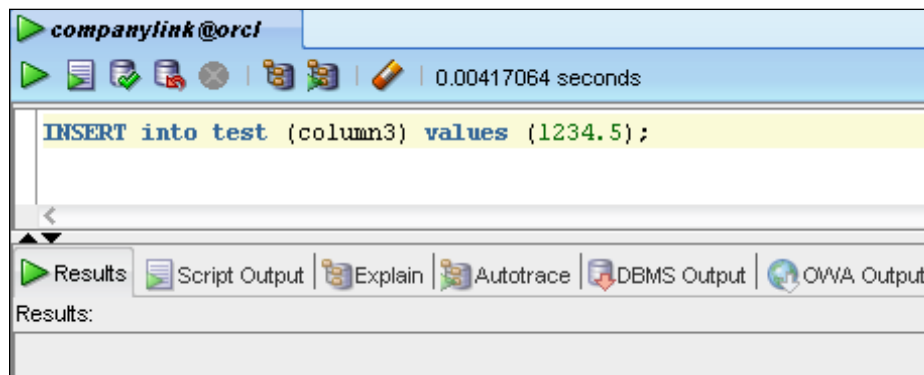 companylink@orcl
0.00417064 seconds
INSERT into test (column3) values (1234.5);
Results Script Output Explain Autotrace DBMS Output OWA Output
Results: